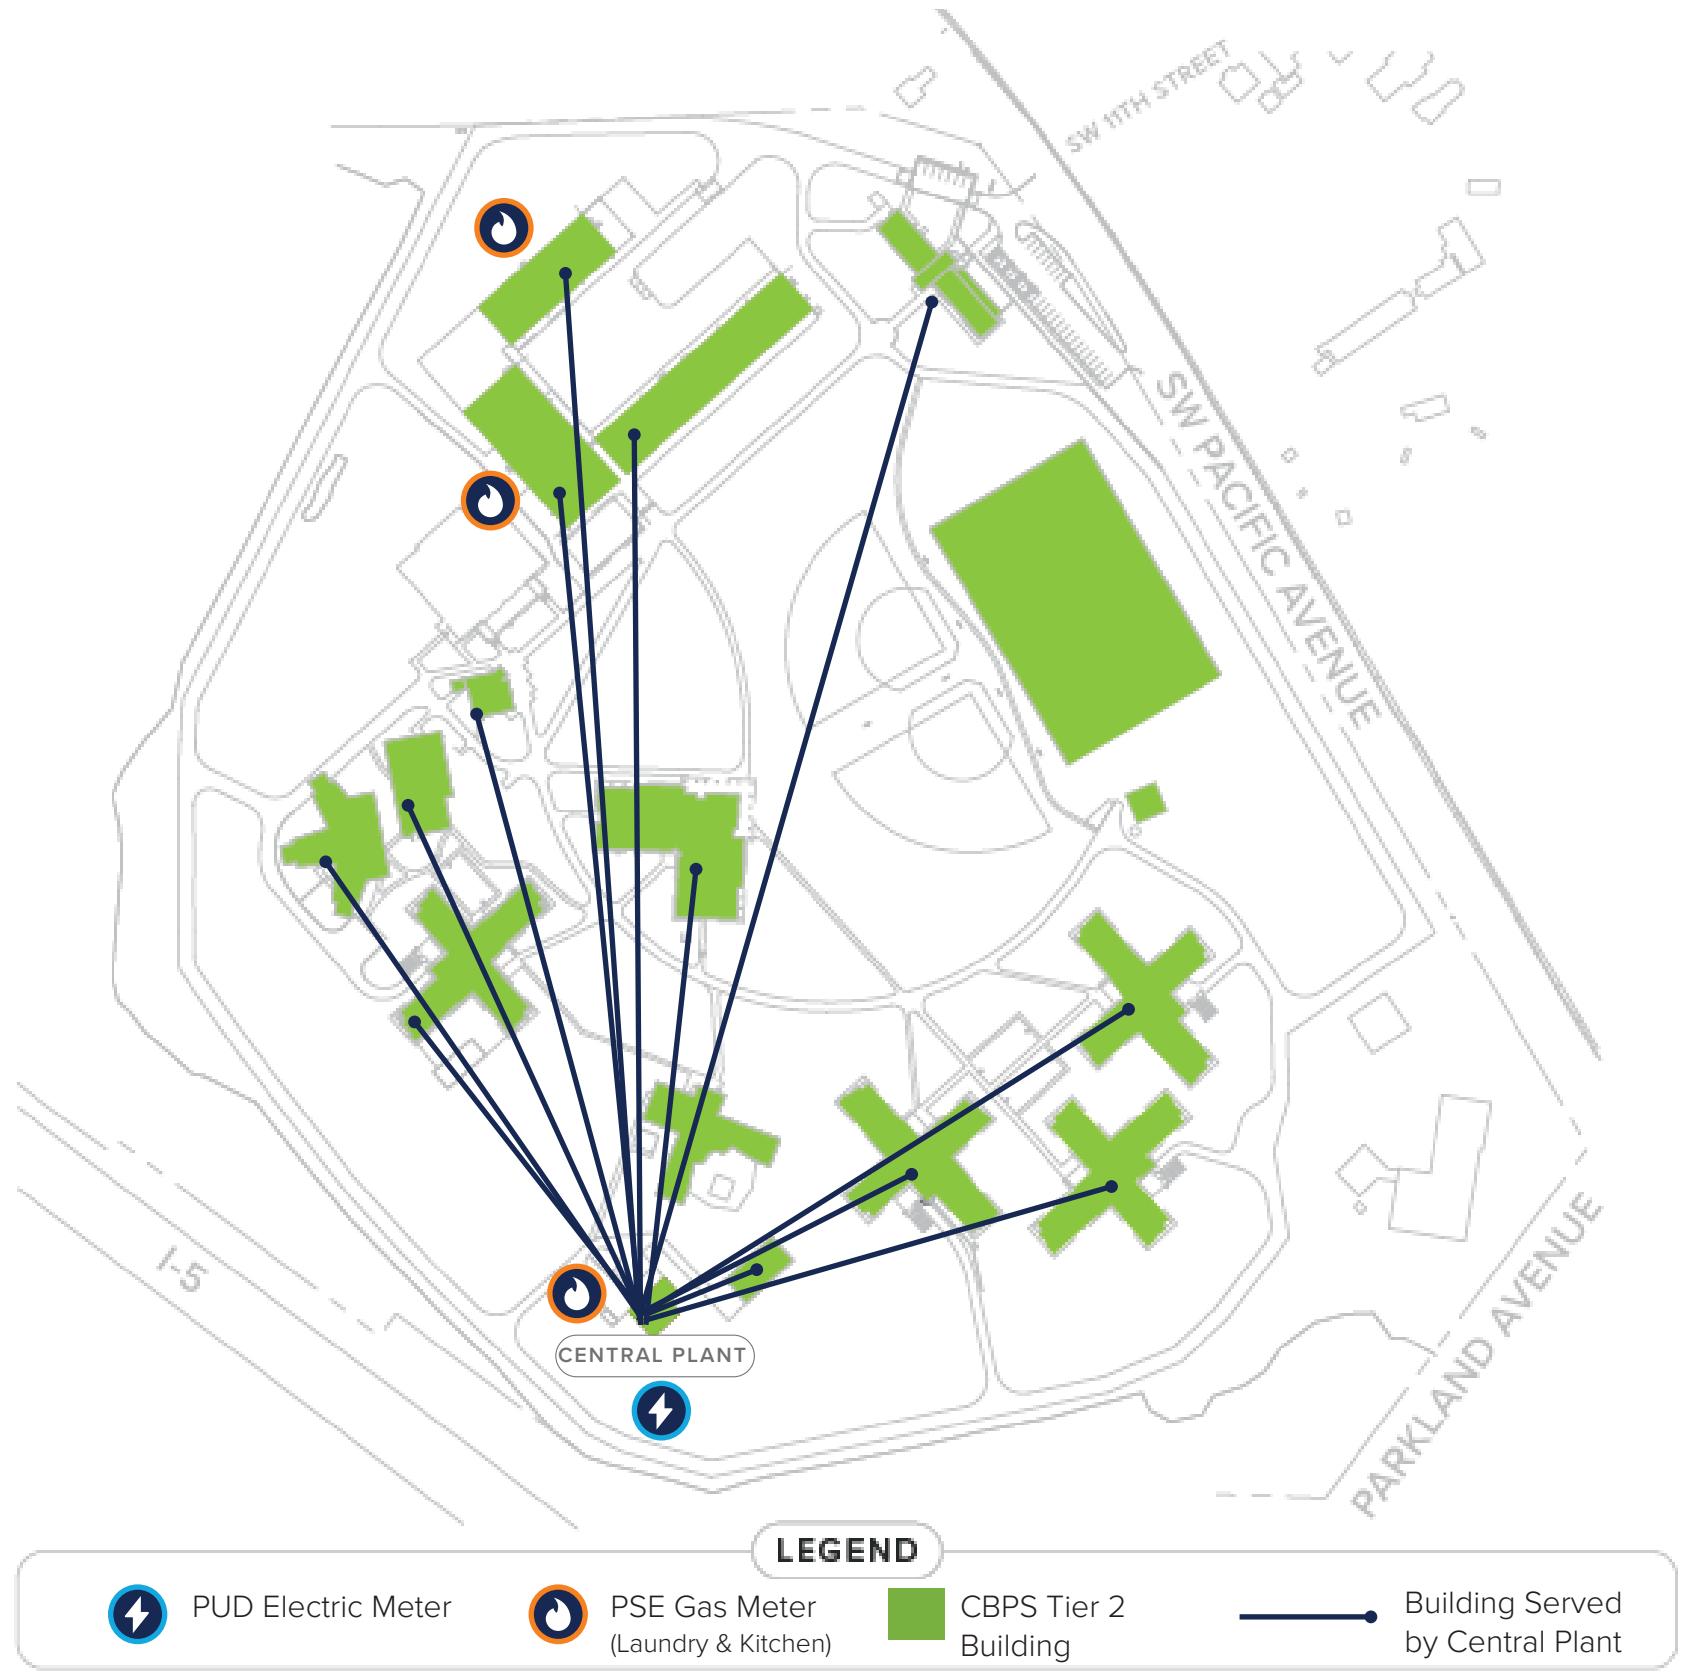 SW 11TH STREET
SW PACIFIC AVENUE
I-5
PARKLAND AVENUE
CENTRAL PLANT
LEGEND
PUD Electric Meter
PSE Gas Meter
(Laundry & Kitchen)
CBPS Tier 2
Building
Building Served
by Central Plant